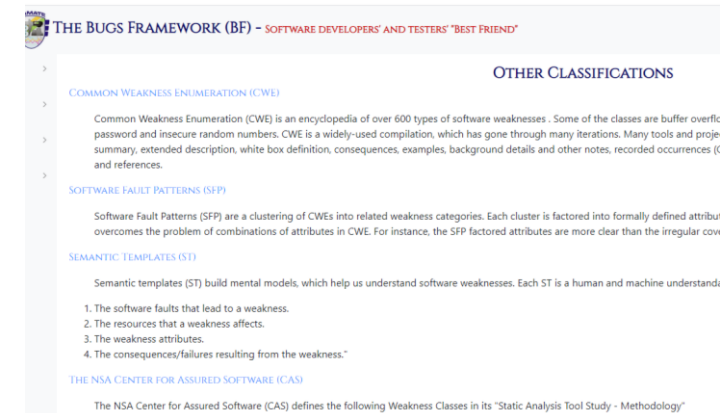 THE BUGS FRAMEWORK (BF) - SOFTWARE DEVELOPERS' AND TESTERS' "BEST FRIEND"
OTHER CLASSIFICATIONS
COMMON WEAKNESS ENUMERATION (CWE)
Common Weakness Enumeration (CWE) is an encyclopedia of over 600 types of software weaknesses . Some of the classes are buffer
password and insecure random numbers. CWE is a widely-used compilation, which has gone through many iterations. Many tools and
summary, extended description, white box definition, consequences, examples, background details and other notes, recorded occurrences
and references.
SOFTWARE FAULT PATTERNS (SFP)
Software Fault Patterns (SFP) are a clustering of CWEs into related weakness categories. Each cluster is factored into formally defined
overcomes the problem of combinations of attributes in CWE. For instance, the SFP factored attributes are more clear than the irregular
SEMANTIC TEMPLATES (ST)
Semantic templates (ST) build mental models, which help us understand software weaknesses. Each ST is a human and machine
1. The software faults that lead to a weakness.
2. The resources that a weakness affects.
3. The weakness attributes.
4. The consequences/failures resulting from the weakness."
THE NSA CENTER FOR ASSURED SOFTWARE (CAS)
The NSA Center for Assured Software (CAS) defines the following Weakness Classes in its "Static Analysis Tool Study - Methodology"